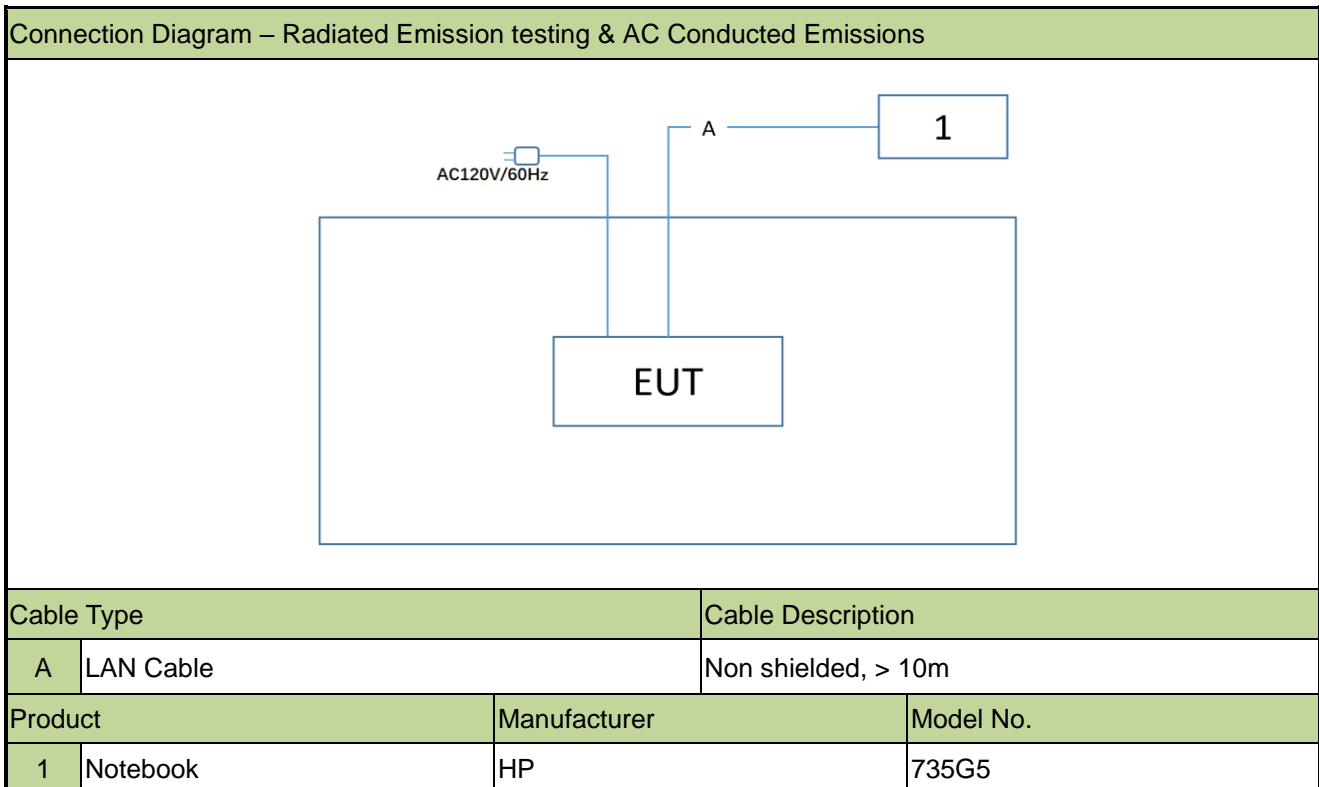 Connection Diagram – Radiated Emission testing & AC Conducted Emissions
A
1
AC120V/60Hz
EUT
Cable Type Cable Description
A LAN Cable Non shielded, > 10m
Product Manufacturer Model No.
1 Notebook HP 735G5